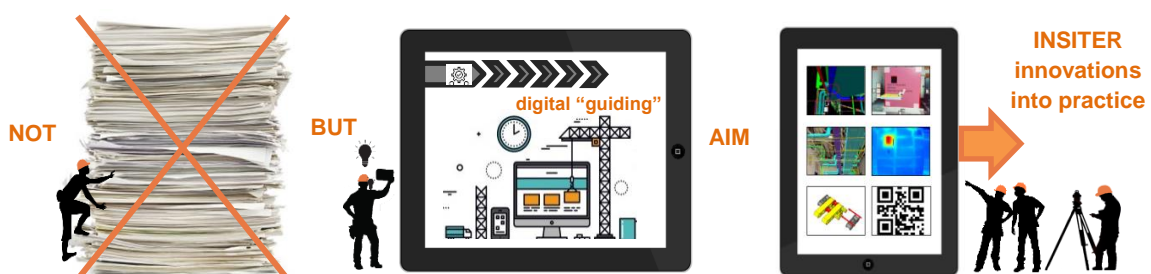 NOT
BUT
digital “guiding”
AIM
INSITER
innovations
into practice